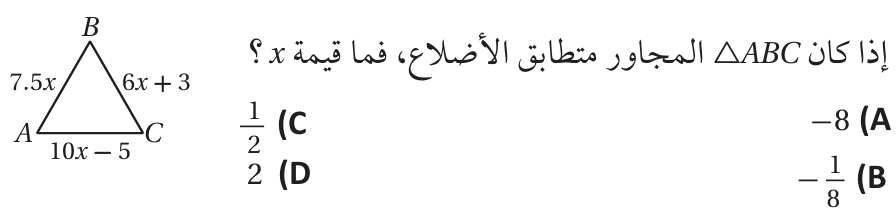 إذا كان △ABC المجاور متطابق الأضلاع، فما قيمة x ؟
−8 (A
−1/8 (B
1/2 (C
2 (D
B
7.5x
6x + 3
A
C
10x − 5